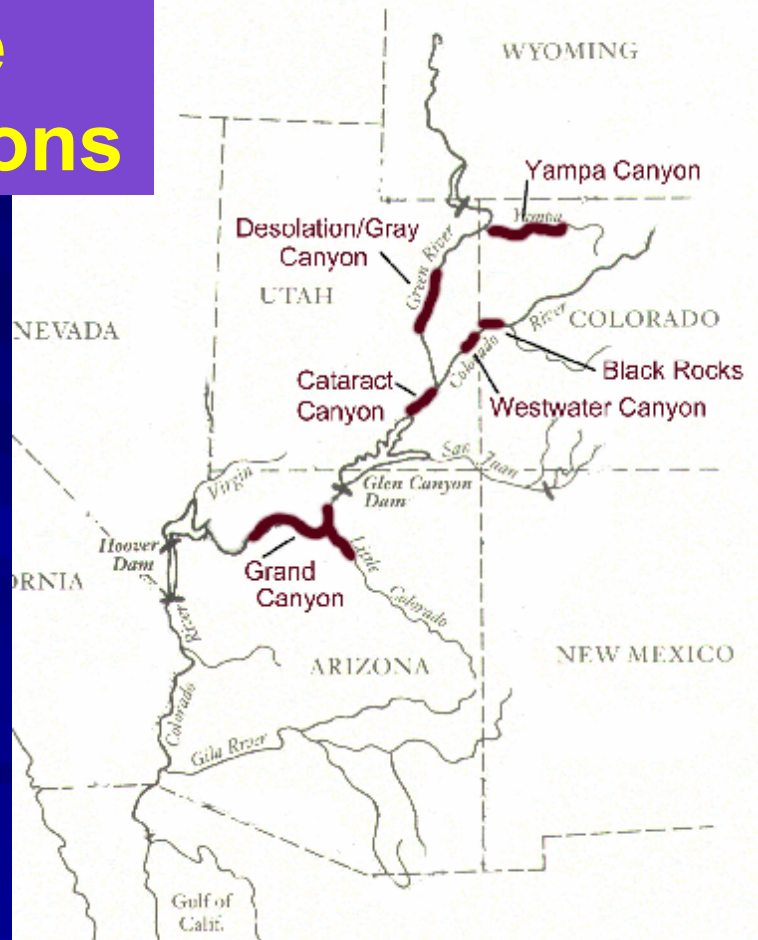 e
ons
WYOMING
Yampa Canyon
Yampa
Desolation/Gray
Canyon
Green River
UTAH
NEVADA
River
COLORADO
Colorado
Black Rocks
Cataract
Canyon
Westwater Canyon
San Juan
Virgin
Glen Canyon
Dam
Hoover
Dam
Grand
Canyon
Little
Colorado
ORNIA
River
Colorado
ARIZONA
NEW MEXICO
Gila River
Gulf of
Calif.